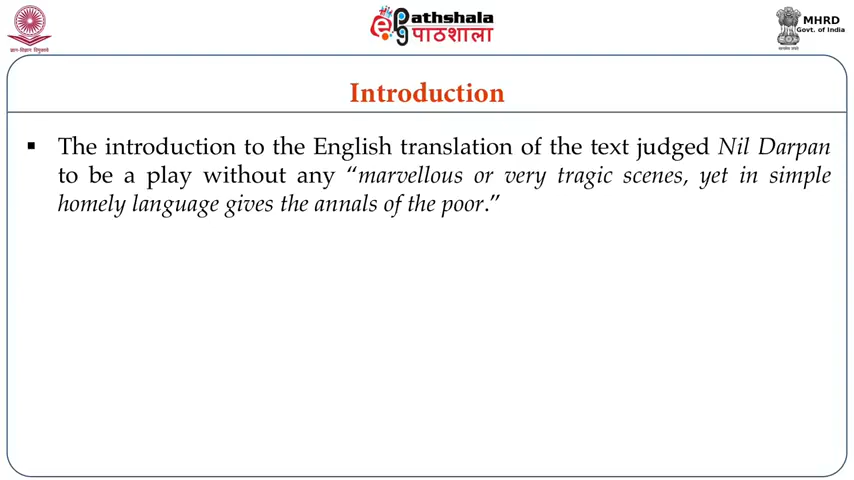 ePathshala
पाठशाला
MHRD
Govt. of India
Introduction
▪ The introduction to the English translation of the text judged Nil Darpan
to be a play without any “marvellous or very tragic scenes, yet in simple
homely language gives the annals of the poor.”